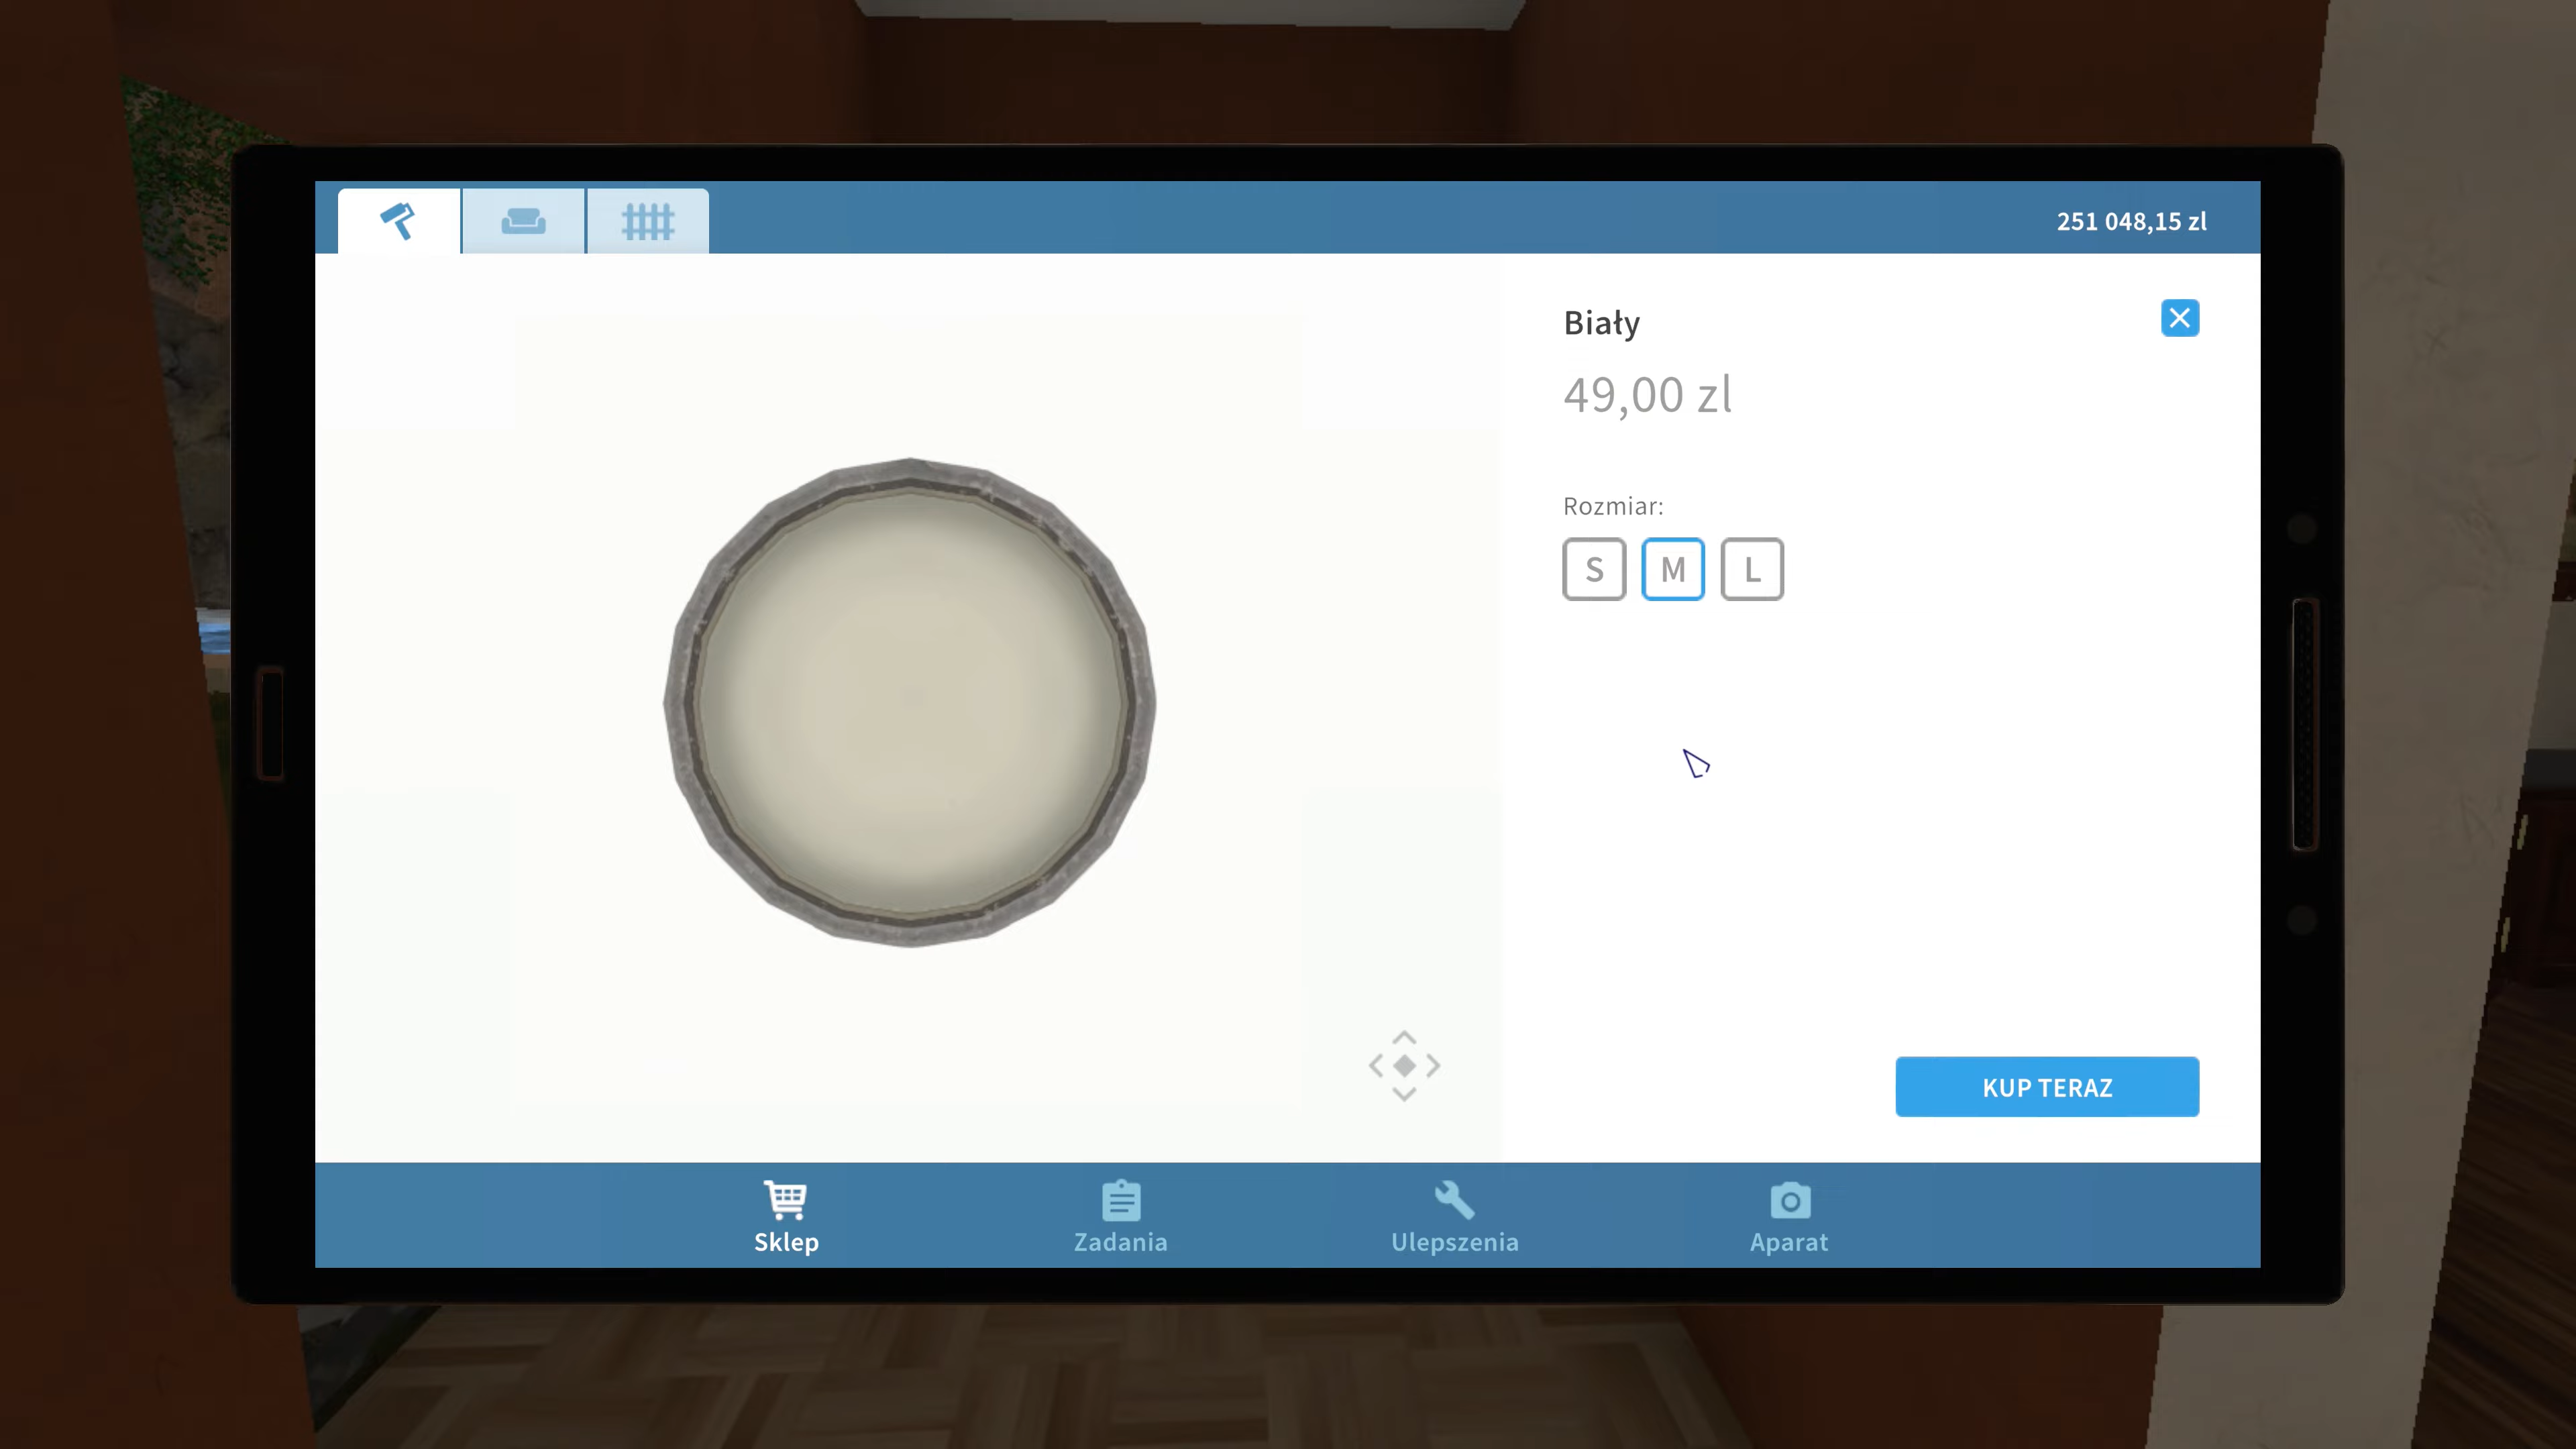 251 048,15 zl
Biały
49,00 zl
Rozmiar:
S M L
KUP TERAZ
Sklep Zadania Ulepszenia Aparat